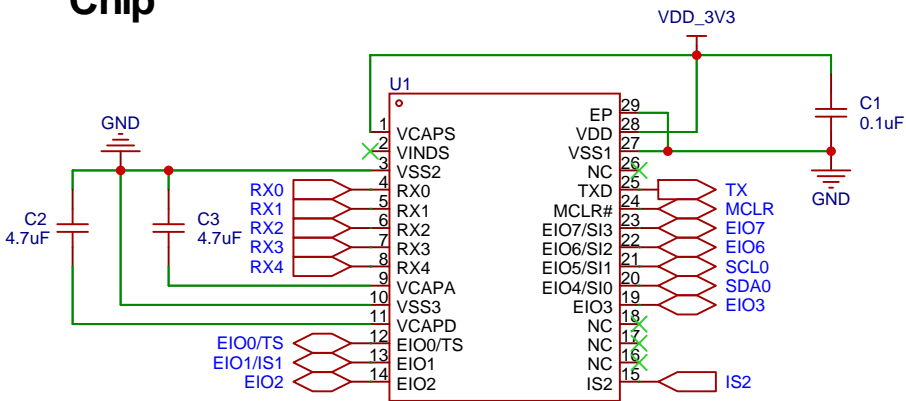 Chip
VDD_3V3
U1
C1
0.1uF
GND
GND
1 VCAPS
2 VINDS
3 VSS2
4 RX0
5 RX1
6 RX2
7 RX3
8 RX4
9 VCAPA
10 VSS3
11 VCAPD
12 EIO0/TS
13 EIO1
14 EIO2
EP 29
VDD 28
VSS1 27
NC 26
TXD 25
MCLR# 24
EIO7/SI3 23
EIO6/SI2 22
EIO5/SI1 21
EIO4/SI0 20
EIO3 19
NC 18
NC 17
NC 16
IS2 15
RX0
RX1
RX2
RX3
RX4
C2
4.7uF
C3
4.7uF
EIO0/TS
EIO1/IS1
EIO2
TX
MCLR
EIO7
EIO6
SCL0
SDA0
EIO3
IS2